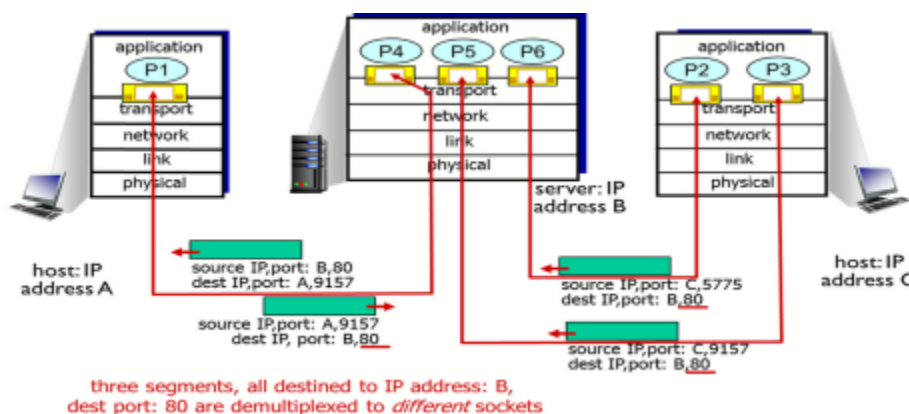 application
P1
transport
network
link
physical
host: IP
address A
application
P4 P5 P6
transport
network
link
physical
server: IP
address B
application
P2 P3
transport
network
link
physical
host: IP
address C
source IP,port: B,80
dest IP,port: A,9157
source IP,port: A,9157
dest IP, port: B,80
source IP,port: C,5775
dest IP,port: B,80
source IP,port: C,9157
dest IP,port: B,80
three segments, all destined to IP address: B,
dest port: 80 are demultiplexed to different sockets